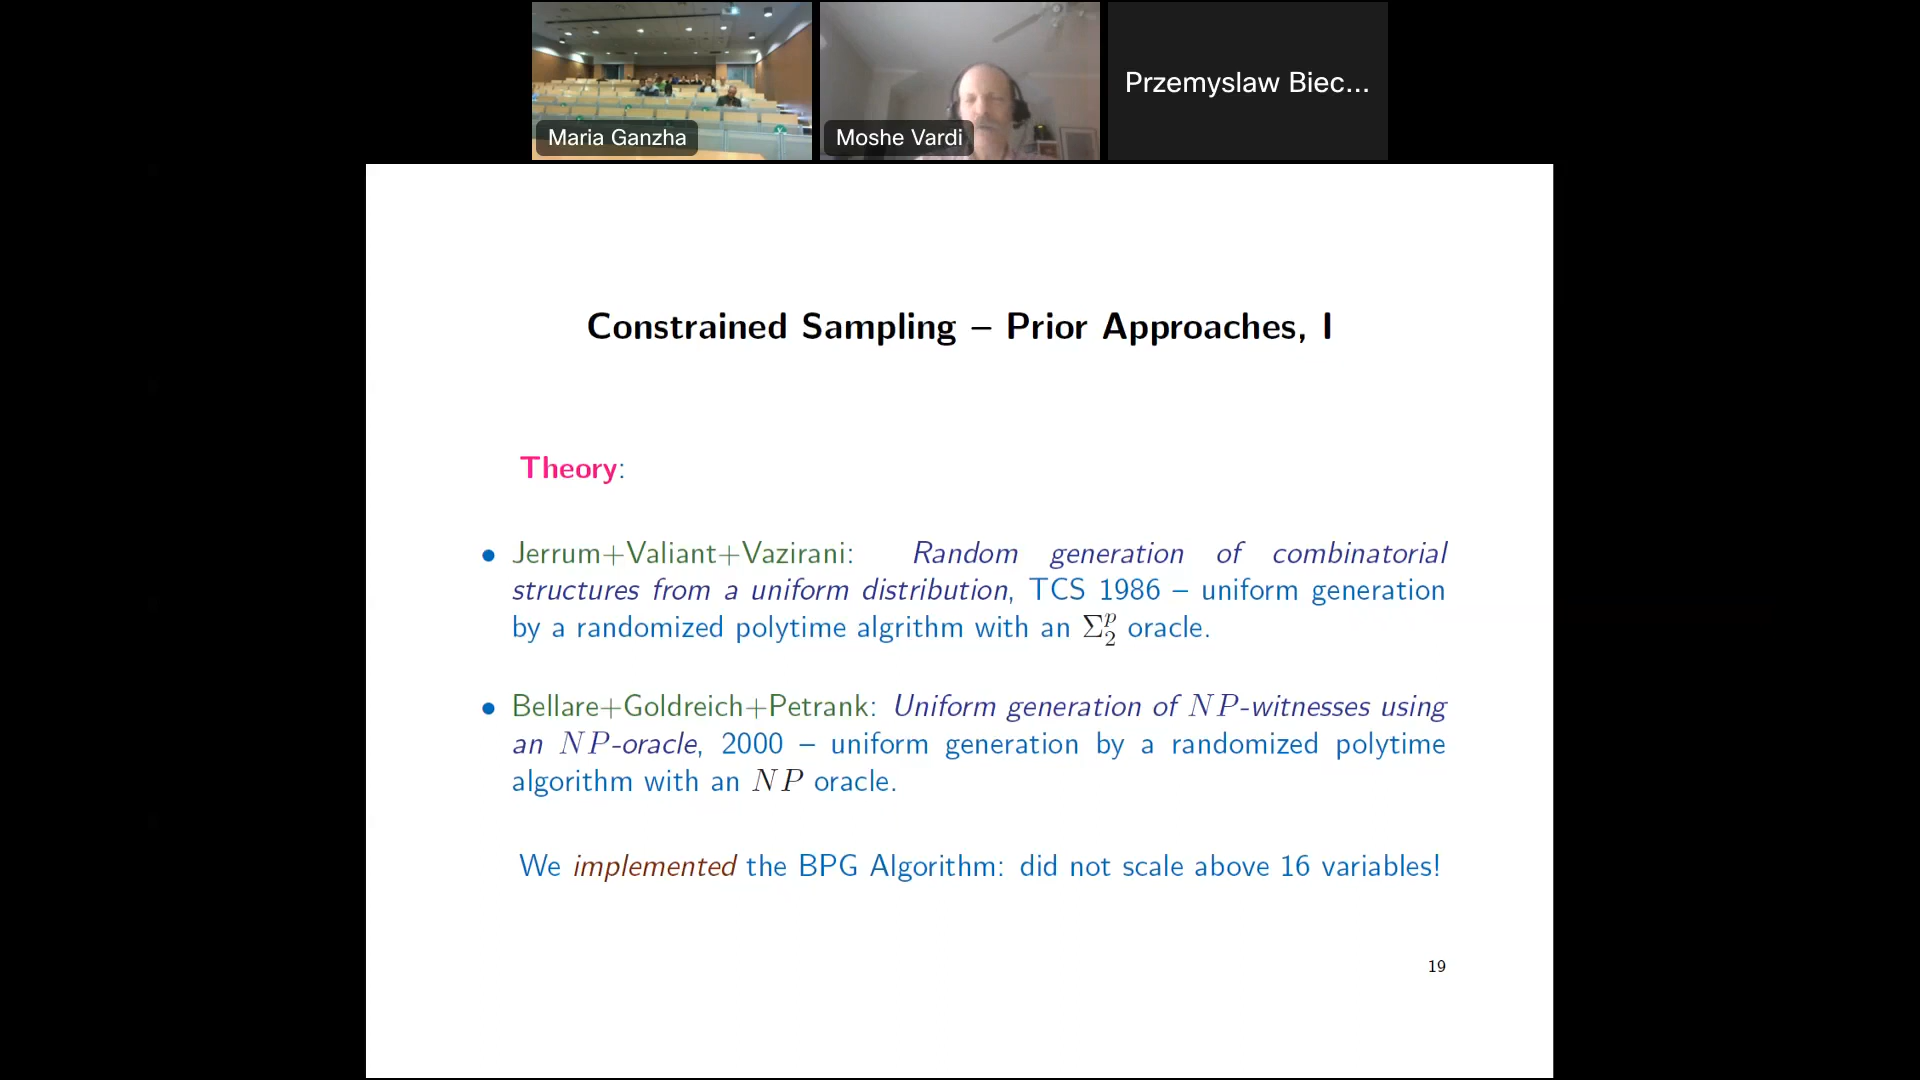 Maria Ganzha
Moshe Vardi
Przemyslaw Biec...
Constrained Sampling – Prior Approaches, I
Theory:
• Jerrum+Valiant+Vazirani: Random generation of combinatorial
structures from a uniform distribution, TCS 1986 – uniform generation
by a randomized polytime algrithm with an Σ₂ᵖ oracle.
• Bellare+Goldreich+Petrank: Uniform generation of NP-witnesses using
an NP-oracle, 2000 – uniform generation by a randomized polytime
algorithm with an NP oracle.
We implemented the BPG Algorithm: did not scale above 16 variables!
19